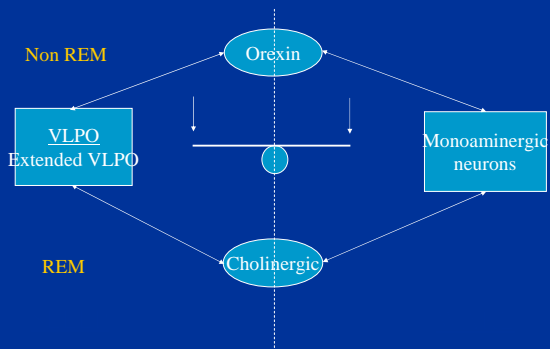 Orexin
Non REM
VLPO
Extended VLPO
Monoaminergic
neurons
REM
Cholinergic